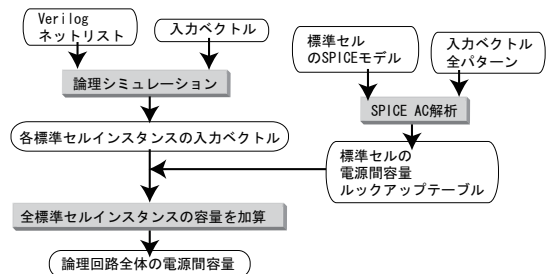 Verilog
ネットリスト
入力ベクトル
論理シミュレーション
各標準セルインスタンスの入力ベクトル
標準セル
のSPICEモデル
入力ベクトル
全パターン
SPICE AC解析
標準セルの
電源間容量
ルックアップテーブル
全標準セルインスタンスの容量を加算
論理回路全体の電源間容量